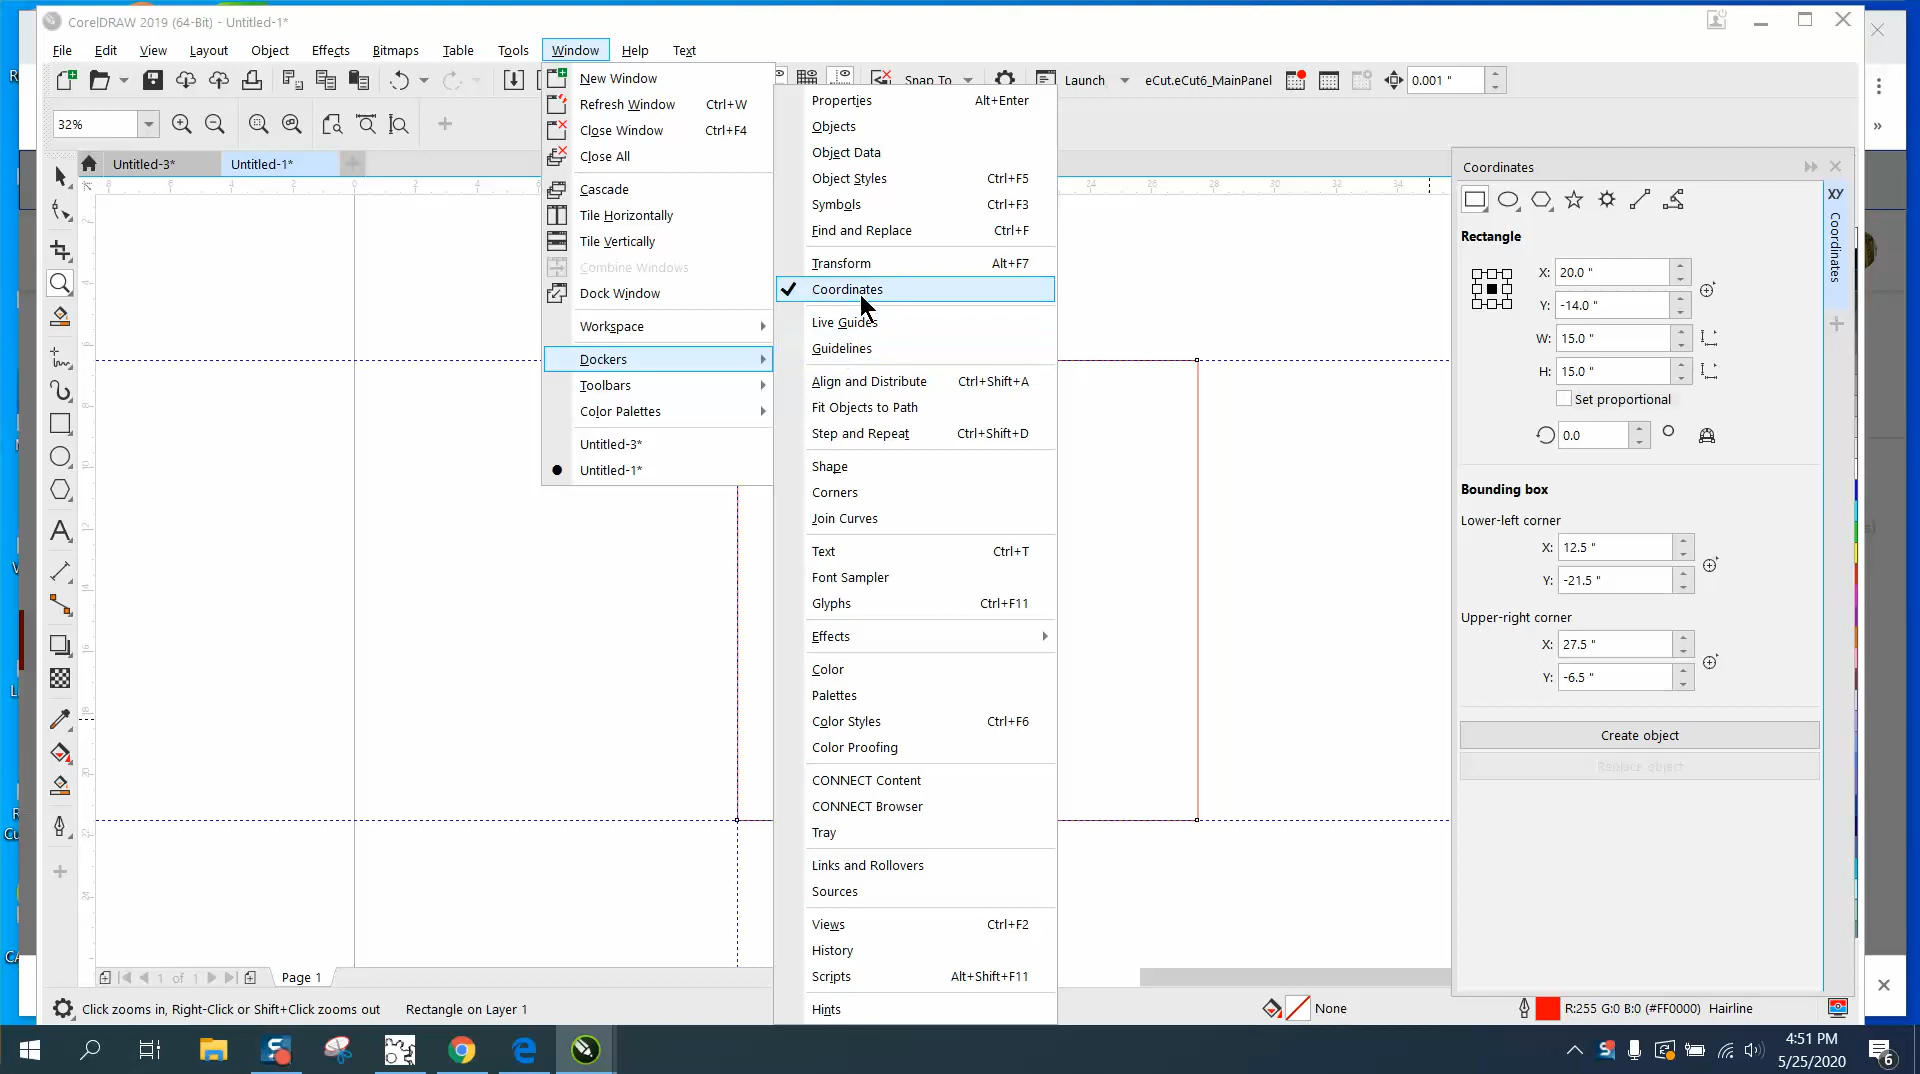 CorelDRAW 2019 (64-Bit) - Untitled-1*
File Edit View Layout Object Effects Bitmaps Table Tools Window Help Text
Snap To Launch eCut.eCut6_MainPanel 0.001 "
32%
Untitled-3* Untitled-1*
New Window
Refresh Window Ctrl+W
Close Window Ctrl+F4
Close All
Cascade
Tile Horizontally
Tile Vertically
Combine Windows
Dock Window
Workspace
Dockers
Toolbars
Color Palettes
Untitled-3*
Untitled-1*
Properties Alt+Enter
Objects
Object Data
Object Styles Ctrl+F5
Symbols Ctrl+F3
Find and Replace Ctrl+F
Transform Alt+F7
Coordinates
Live Guides
Guidelines
Align and Distribute Ctrl+Shift+A
Fit Objects to Path
Step and Repeat Ctrl+Shift+D
Shape
Corners
Join Curves
Text Ctrl+T
Font Sampler
Glyphs Ctrl+F11
Effects
Color
Palettes
Color Styles Ctrl+F6
Color Proofing
CONNECT Content
CONNECT Browser
Tray
Links and Rollovers
Sources
Views Ctrl+F2
History
Scripts Alt+Shift+F11
Hints
Coordinates
XY Coordinates
Rectangle
X: 20.0 "
Y: -14.0 "
W: 15.0 "
H: 15.0 "
Set proportional
0.0
Bounding box
Lower-left corner
X: 12.5 "
Y: -21.5 "
Upper-right corner
X: 27.5 "
Y: -6.5 "
Create object
Replace object
1 of 1 Page 1
Click zooms in, Right-Click or Shift+Click zooms out Rectangle on Layer 1 None R:255 G:0 B:0 (#FF0000) Hairline
4:51 PM
5/25/2020
6